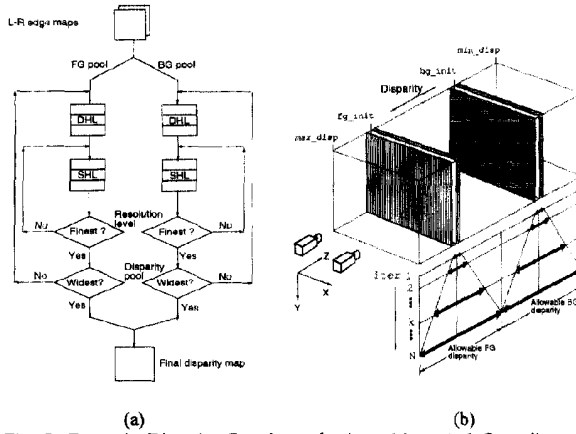 L-R edge maps
FG pool
BG pool
DHL
DHL
SHL
SHL
Resolution
level
No
Finest ?
Finest ?
No
Yes
Yes
Disparity
pool
No
Widest?
Widest?
No
Yes
Yes
Final disparity map
(a)
min_disp
bg_init
Disparity
fg_init
max_disp
Z
X
Y
iter 1
2
k
N
Allowable FG
disparity
Allowable BG
disparity
(b)